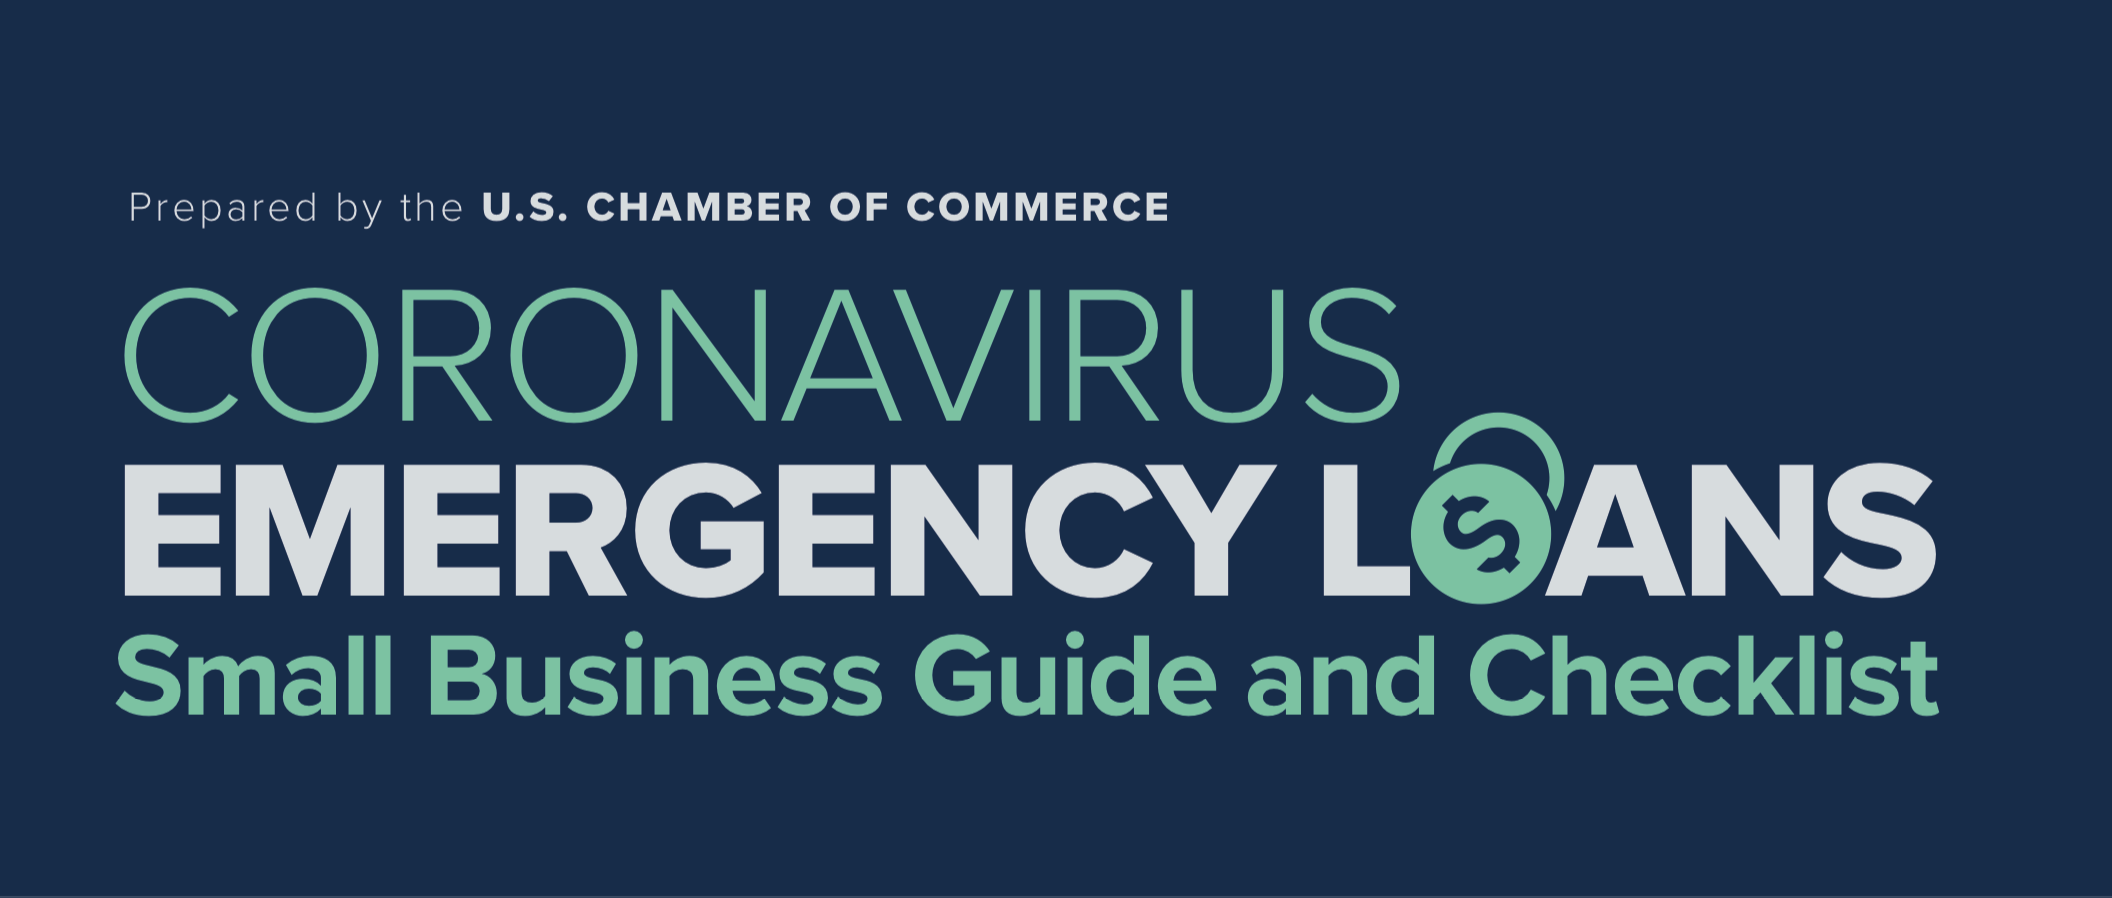 Prepared by the U.S. CHAMBER OF COMMERCE
CORONAVIRUS
EMERGENCY LOANS
Small Business Guide and Checklist